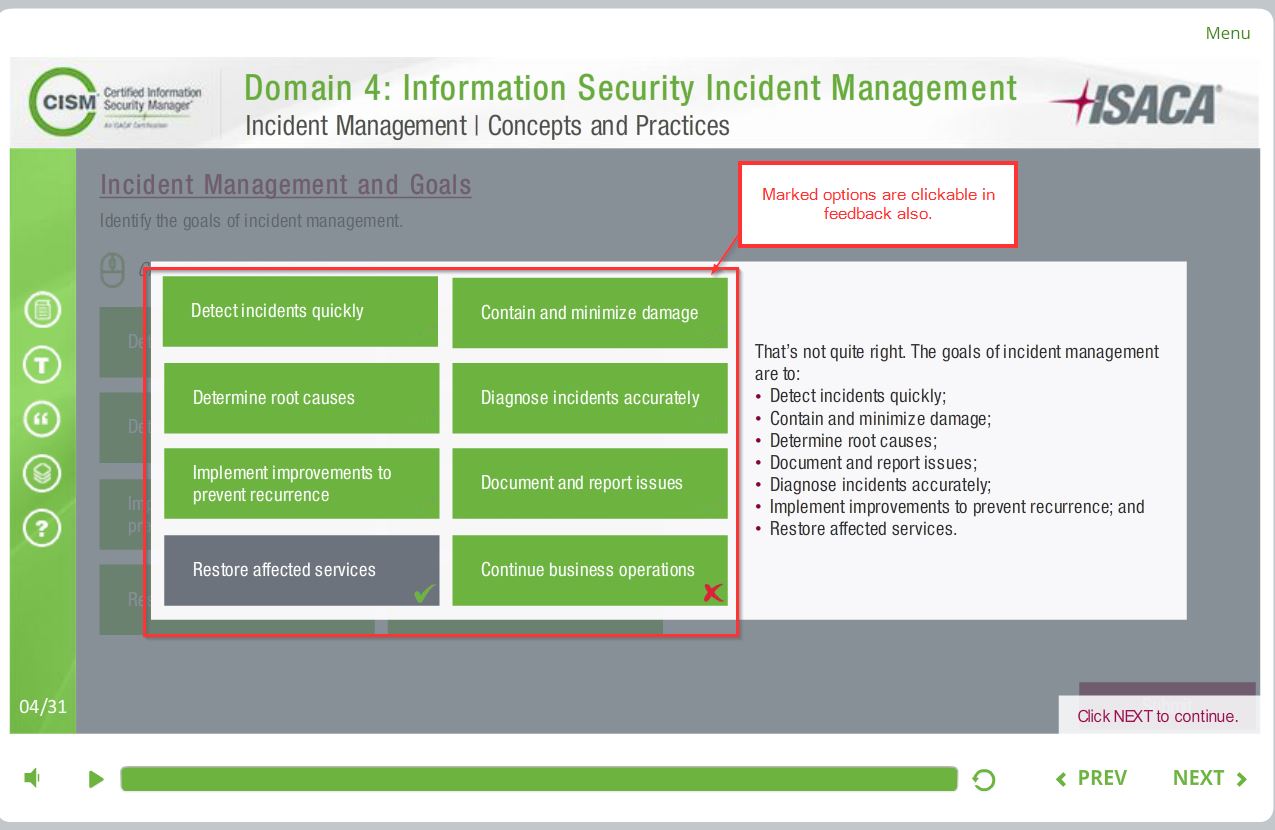 Menu
CISM
Certified Information
Security Manager®
An ISACA® Certification
Domain 4: Information Security Incident Management
Incident Management | Concepts and Practices
ISACA®
Incident Management and Goals
Identify the goals of incident management.
Marked options are clickable in
feedback also.
Detect incidents quickly
Contain and minimize damage
Determine root causes
Diagnose incidents accurately
Implement improvements to
prevent recurrence
Document and report issues
Restore affected services
Continue business operations
That's not quite right. The goals of incident management
are to:
• Detect incidents quickly;
• Contain and minimize damage;
• Determine root causes;
• Document and report issues;
• Diagnose incidents accurately;
• Implement improvements to prevent recurrence; and
• Restore affected services.
04/31
Click NEXT to continue.
PREV
NEXT